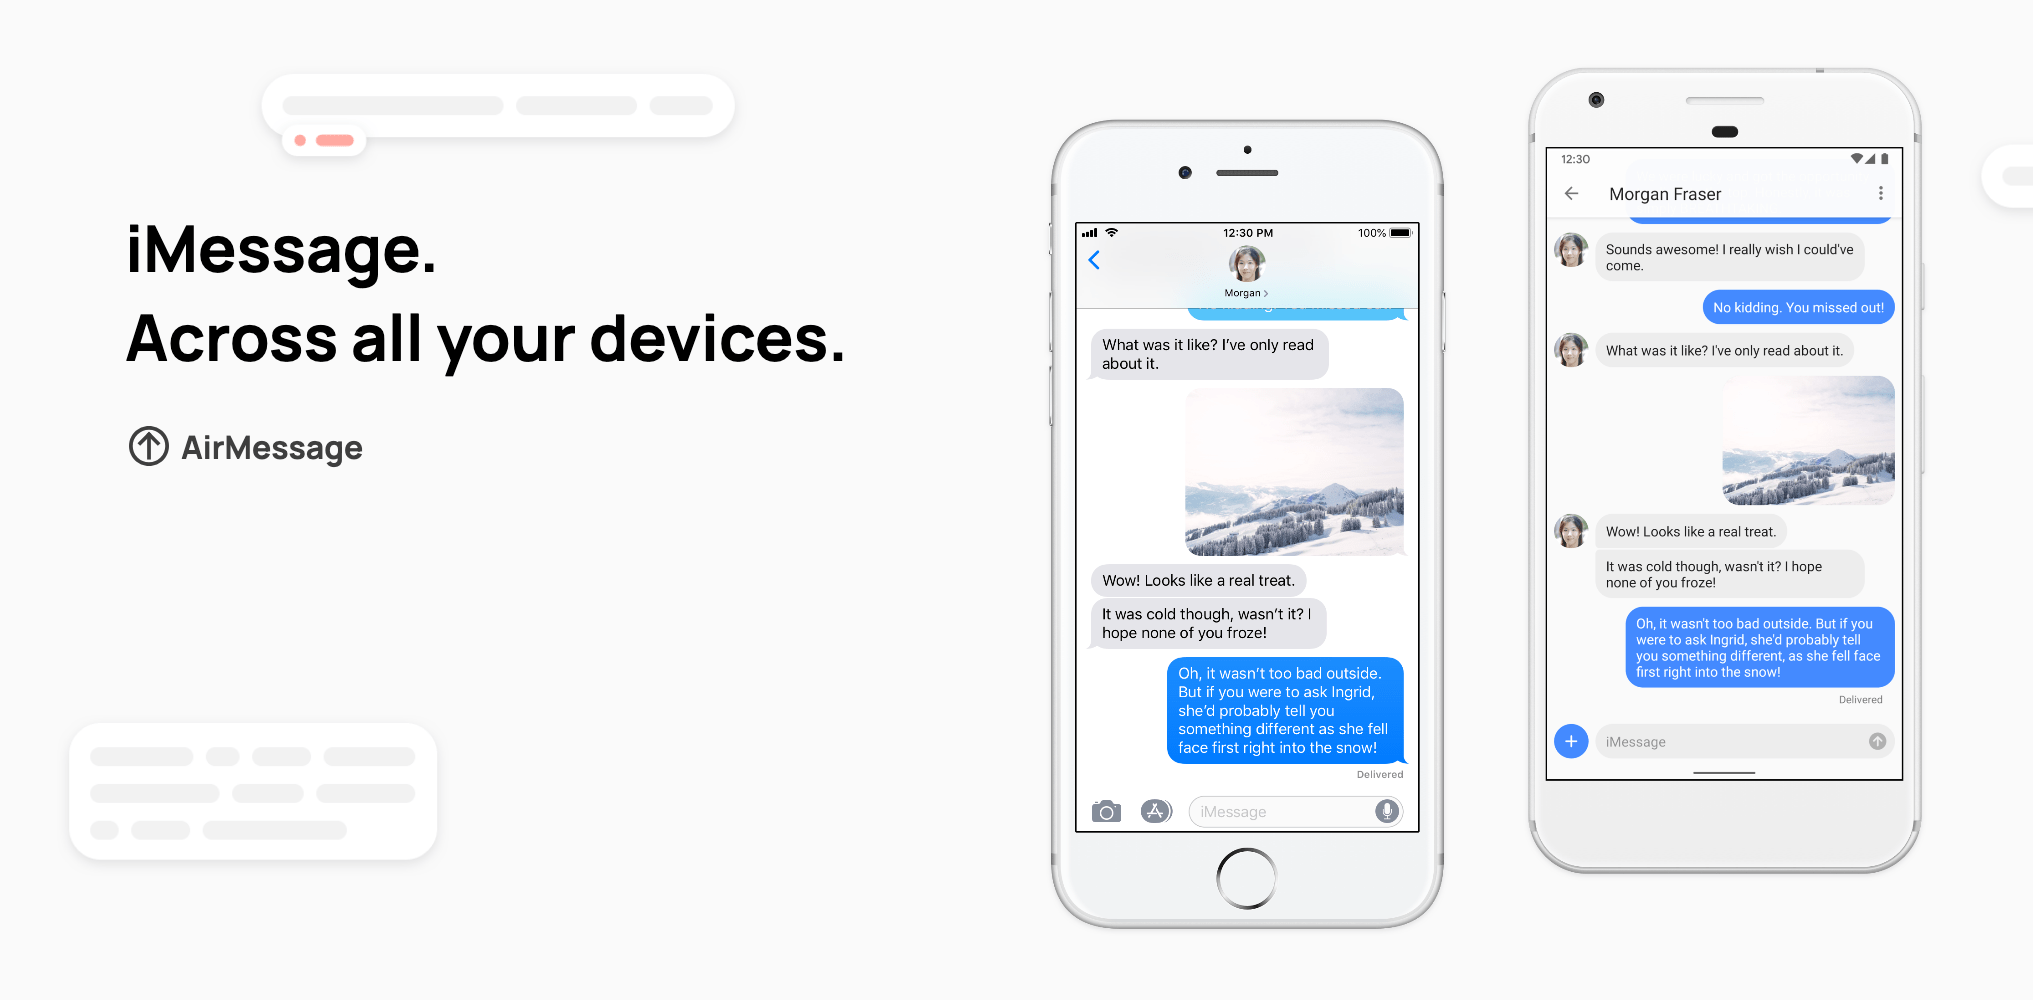 iMessage.
Across all your devices.
AirMessage
12:30 PM
100%
Morgan
What was it like? I've only read
about it.
Wow! Looks like a real treat.
It was cold though, wasn't it? I
hope none of you froze!
Oh, it wasn't too bad outside.
But if you were to ask Ingrid,
she'd probably tell you
something different as she fell
face first right into the snow!
Delivered
iMessage
12:30
Morgan Fraser
Sounds awesome! I really wish I could've
come.
No kidding. You missed out!
What was it like? I've only read about it.
Wow! Looks like a real treat.
It was cold though, wasn't it? I hope
none of you froze!
Oh, it wasn't too bad outside. But if you
were to ask Ingrid, she'd probably tell
you something different, as she fell face
first right into the snow!
Delivered
iMessage